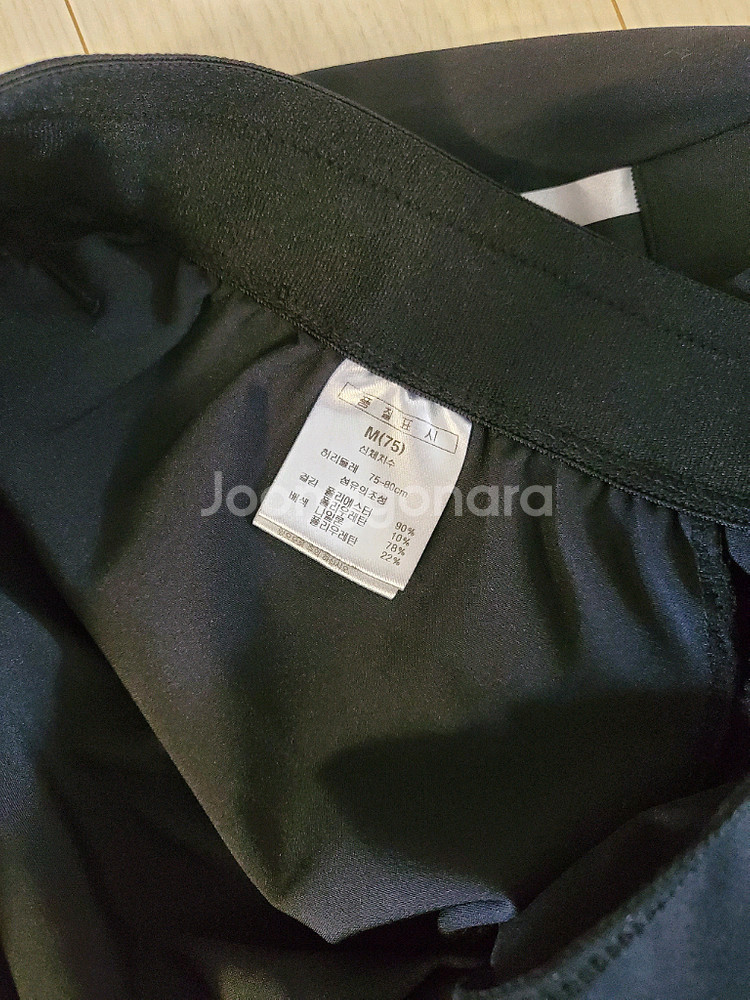 품 질 표 시
M(75)
신체치수
허리둘레 75-80cm
섬유의조성
겉감 폴리에스터 90%
폴리우레탄 10%
배색 나일론 78%
폴리우레탄 22%
Joonggonara